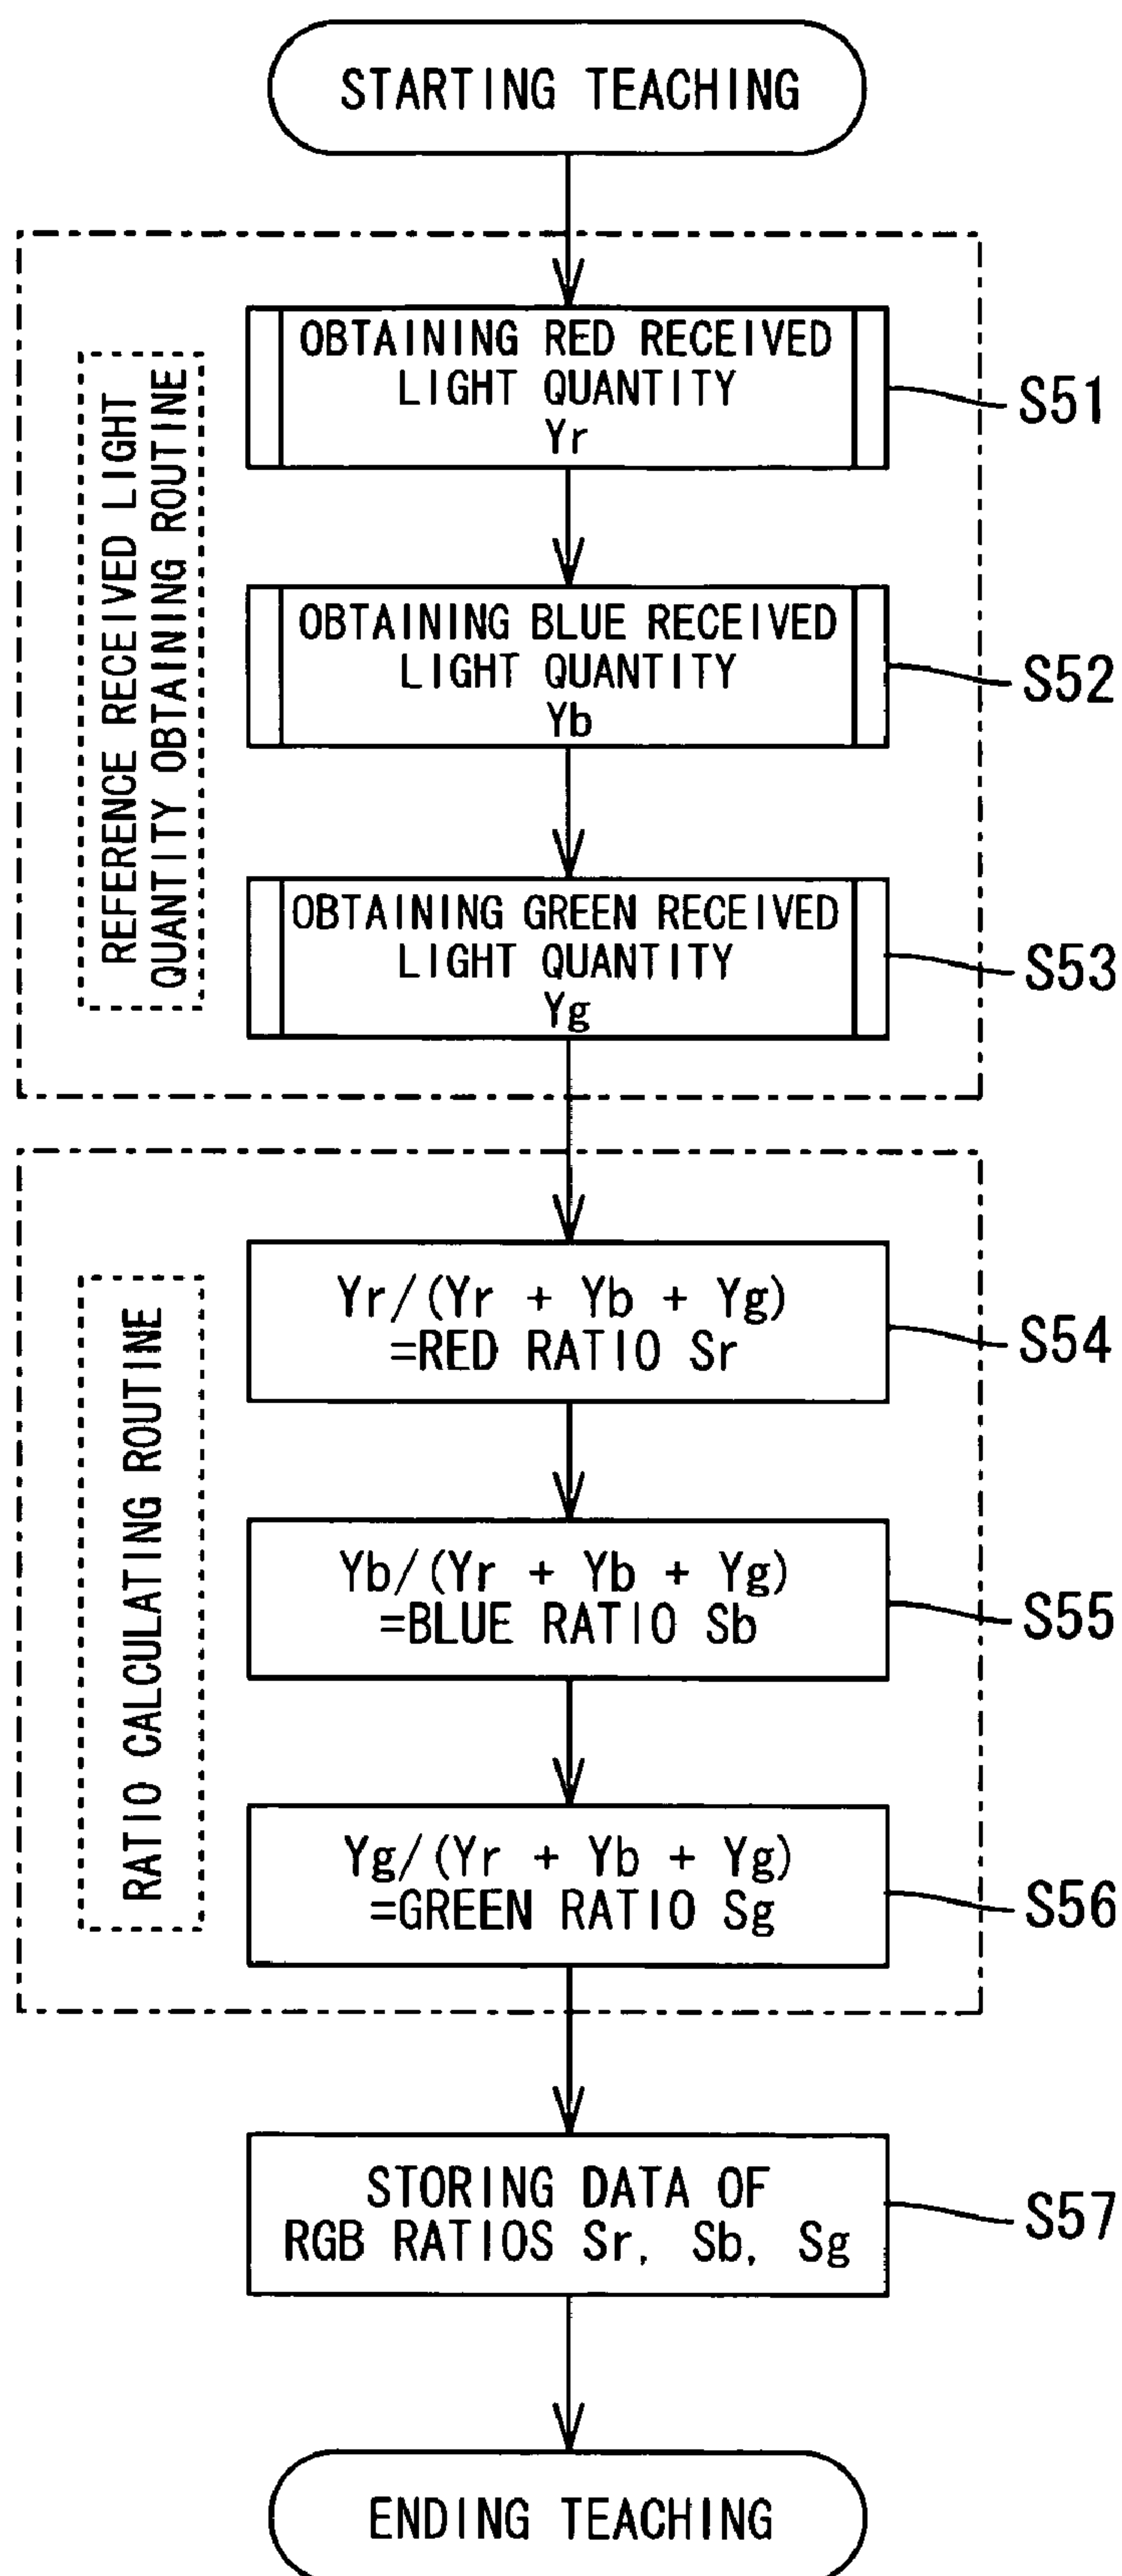 STARTING TEACHING
REFERENCE RECEIVED LIGHT
QUANTITY OBTAINING ROUTINE
OBTAINING RED RECEIVED
LIGHT QUANTITY
Yr
S51
OBTAINING BLUE RECEIVED
LIGHT QUANTITY
Yb
S52
OBTAINING GREEN RECEIVED
LIGHT QUANTITY
Yg
S53
RATIO CALCULATING ROUTINE
Yr/(Yr + Yb + Yg)
=RED RATIO Sr
S54
Yb/(Yr + Yb + Yg)
=BLUE RATIO Sb
S55
Yg/(Yr + Yb + Yg)
=GREEN RATIO Sg
S56
STORING DATA OF
RGB RATIOS Sr, Sb, Sg
S57
ENDING TEACHING